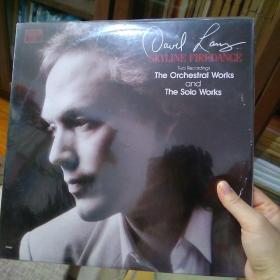 David Lanz
SKYLINE FIREDANCE
Two Recordings
The Orchestral Works
and
The Solo Works